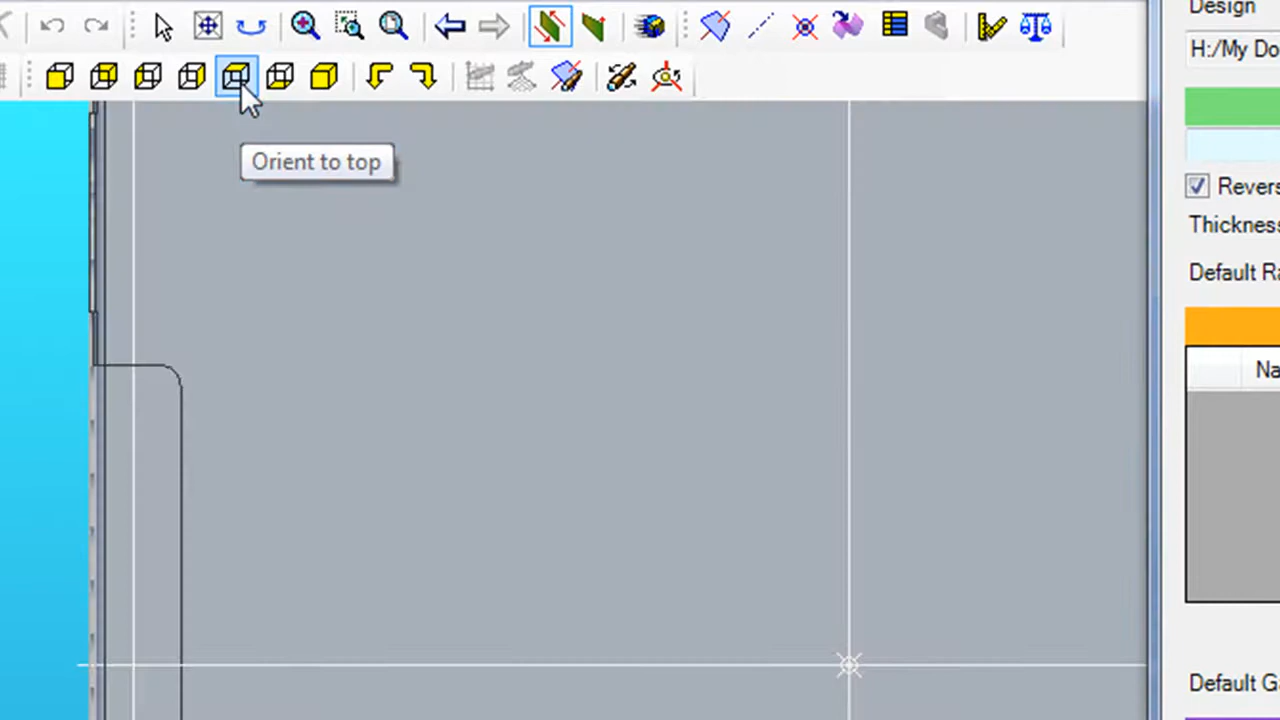 Design
H:/My Do
Orient to top
Revers
Thickness
Default Ra
Na
Default G